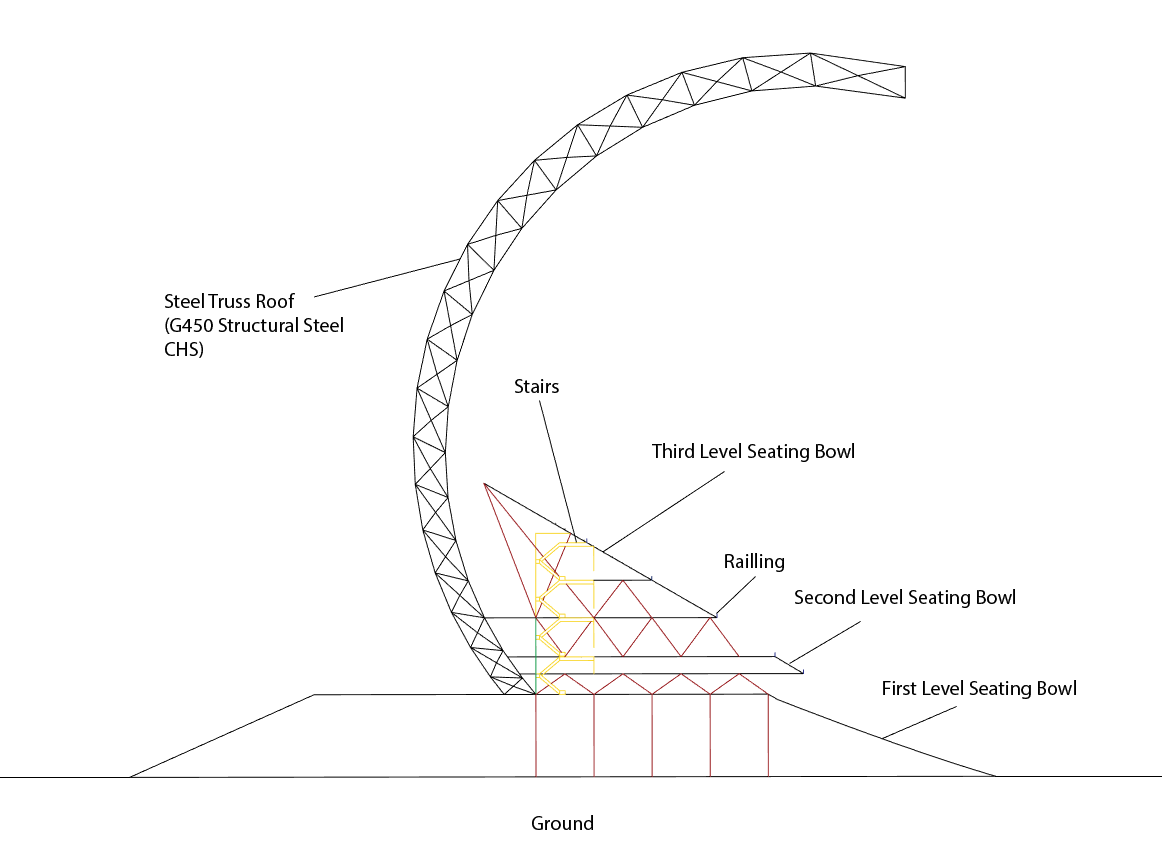 Steel Truss Roof
(G450 Structural Steel
CHS)
Stairs
Third Level Seating Bowl
Railling
Second Level Seating Bowl
First Level Seating Bowl
Ground